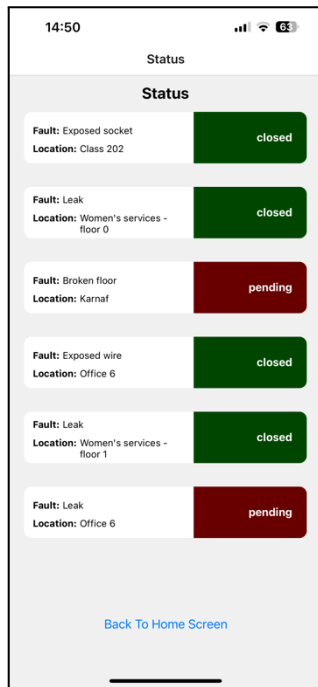 14:50
63
Status
Status
Fault: Exposed socket
closed
Location: Class 202
Fault: Leak
closed
Location: Women's services -
floor 0
Fault: Broken floor
pending
Location: Karnaf
Fault: Exposed wire
closed
Location: Office 6
Fault: Leak
closed
Location: Women's services -
floor 1
Fault: Leak
pending
Location: Office 6
Back To Home Screen